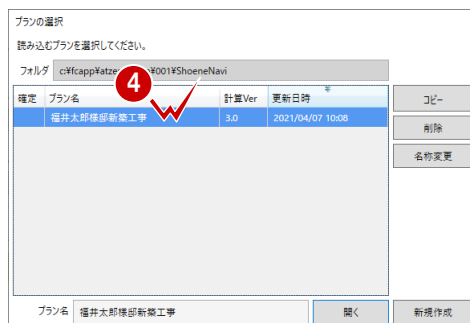 プランの選択
読み込むプランを選択してください。
フォルダ c:¥fcapp¥atze 001¥ShoeneNavi
4
確定 プラン名 計算Ver 更新日時
福井太郎様邸新築工事 3.0 2021/04/07 10:08
コピー
削除
名称変更
プラン名 福井太郎様邸新築工事 開く 新規作成